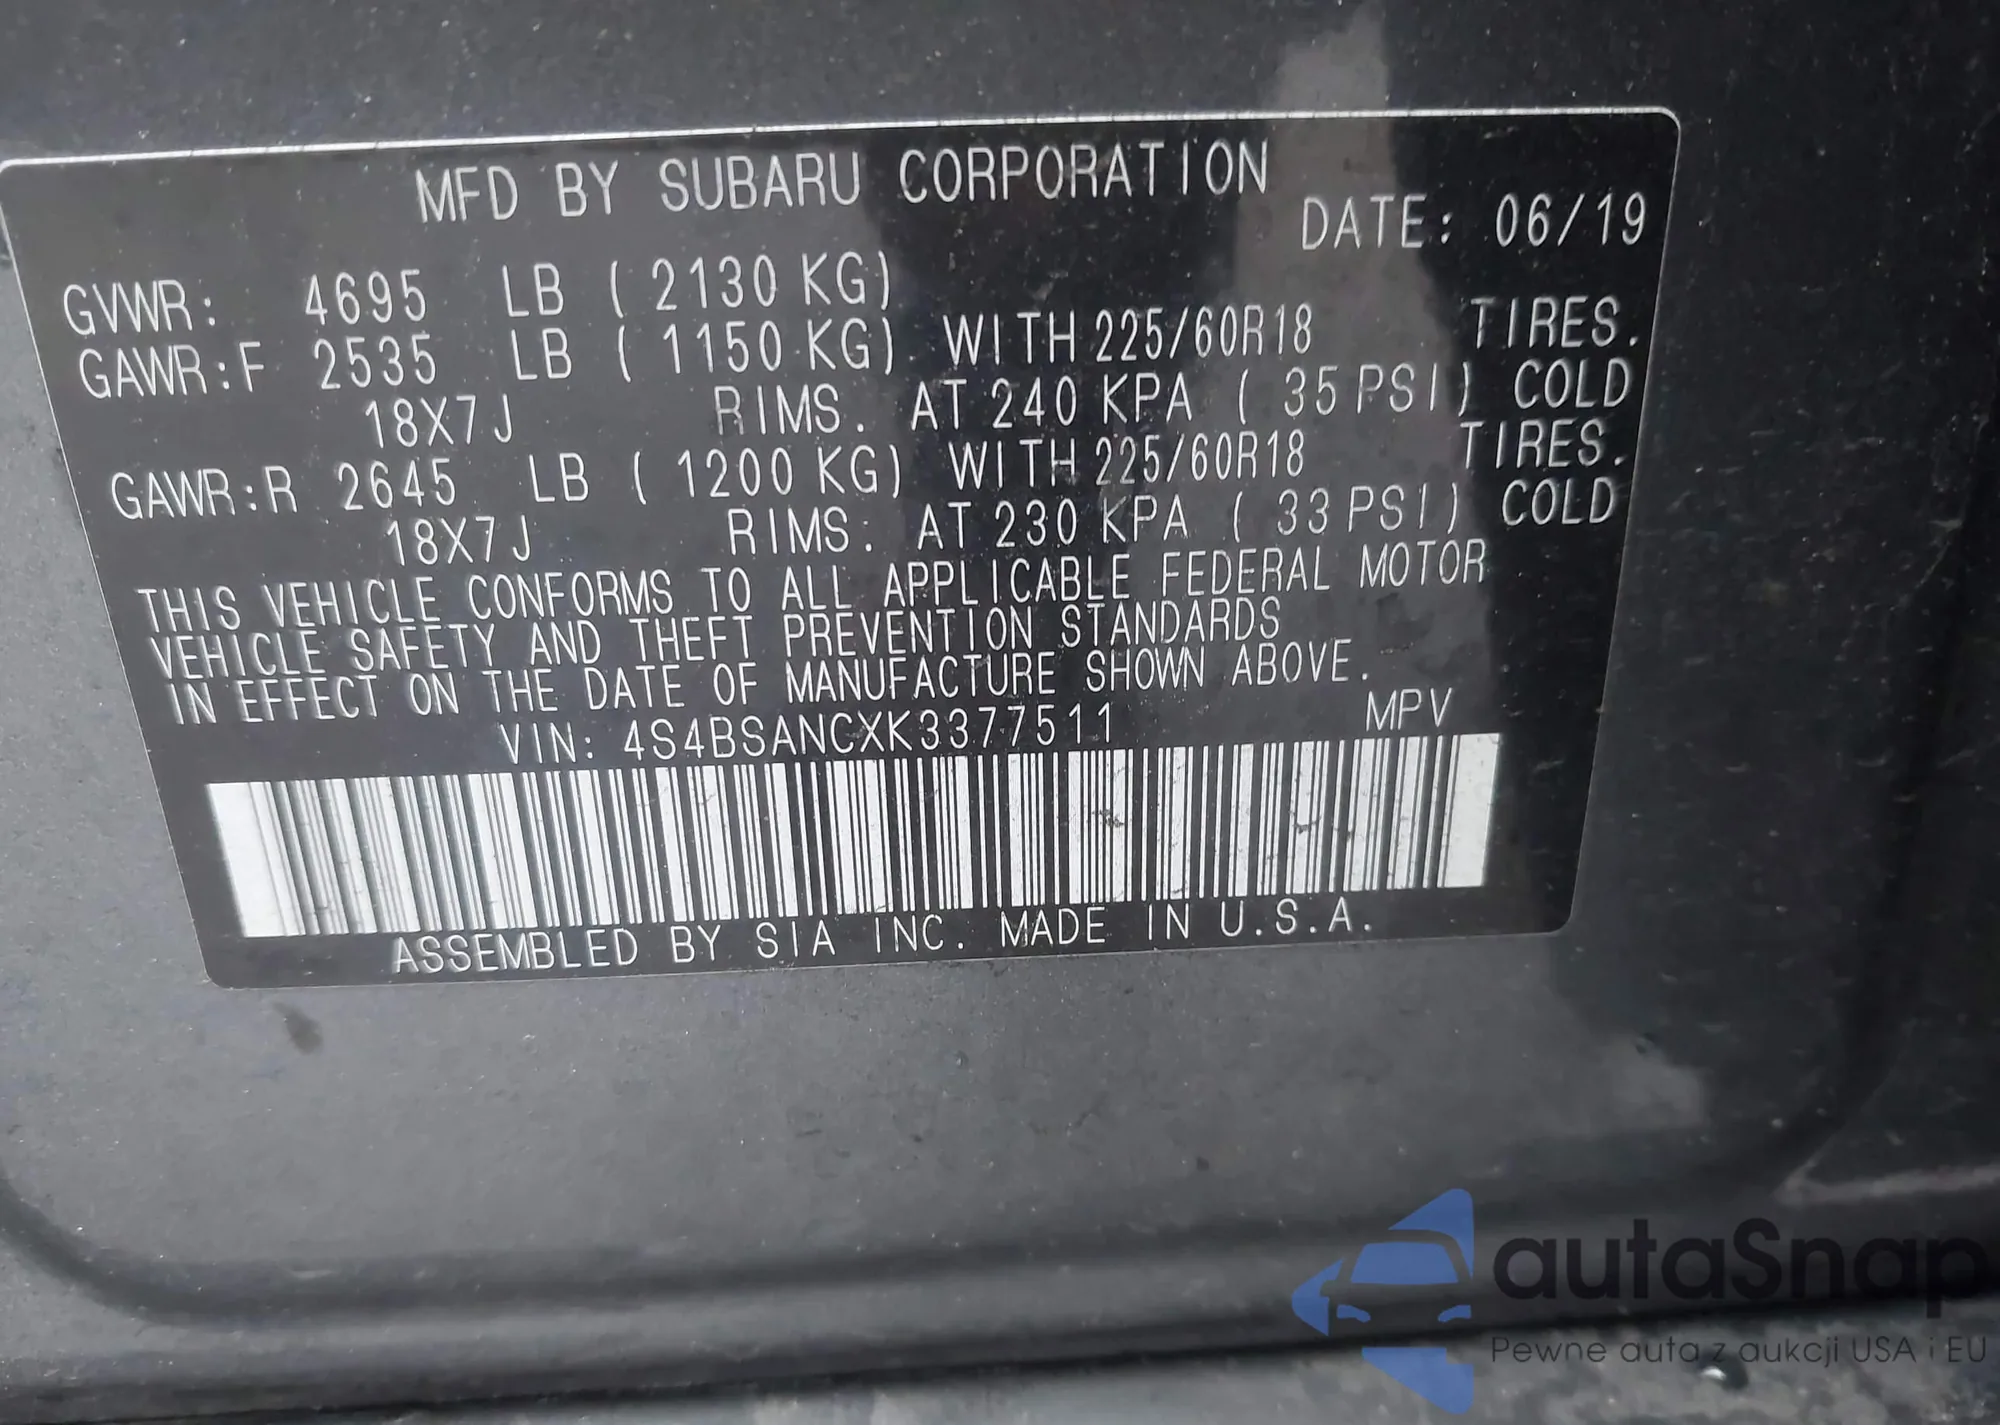 MFD BY SUBARU CORPORATION
DATE: 06/19
GVWR: 4695 LB ( 2130 KG)
GAWR:F 2535 LB ( 1150 KG) WITH 225/60R18 TIRES.
18X7J RIMS. AT 240 KPA ( 35 PSI) COLD
GAWR:R 2645 LB ( 1200 KG) WITH 225/60R18 TIRES.
18X7J RIMS. AT 230 KPA ( 33 PSI) COLD
THIS VEHICLE CONFORMS TO ALL APPLICABLE FEDERAL MOTOR
VEHICLE SAFETY AND THEFT PREVENTION STANDARDS
IN EFFECT ON THE DATE OF MANUFACTURE SHOWN ABOVE.
VIN: 4S4BSANCXK3377511 MPV
ASSEMBLED BY SIA INC. MADE IN U.S.A.
autaSnap
Pewne auta z aukcji USA i EU